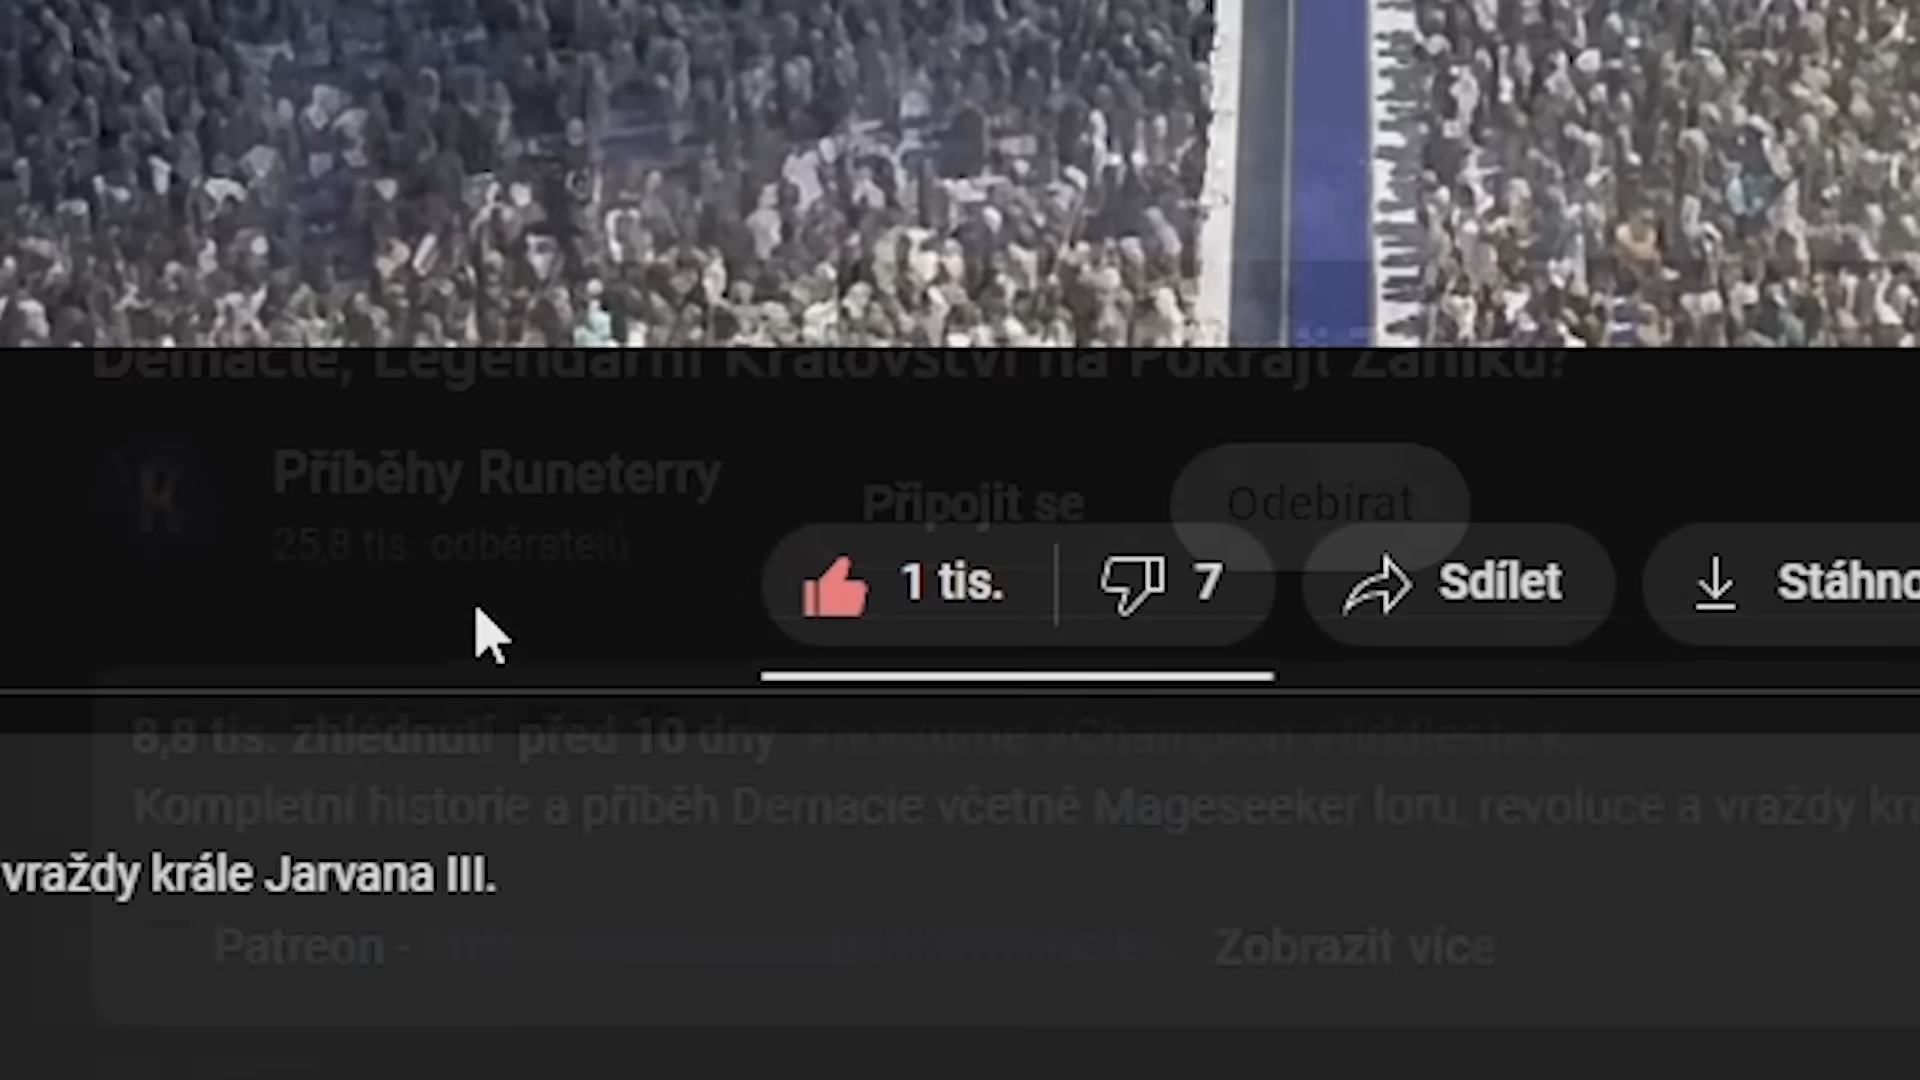 Demacie, Legendární Království na Pokraji Zániku?
Příběhy Runeterry
25,8 tis. odběratelů
Připojit se
Odebírat
1 tis.
7
Sdílet
Stáhno
8,8 tis. zhlédnutí před 10 dny
Kompletní historie a příběh Demacie včetně Mageseeker loru, revoluce a vraždy krá
vraždy krále Jarvana III.
Patreon -
Zobrazit více